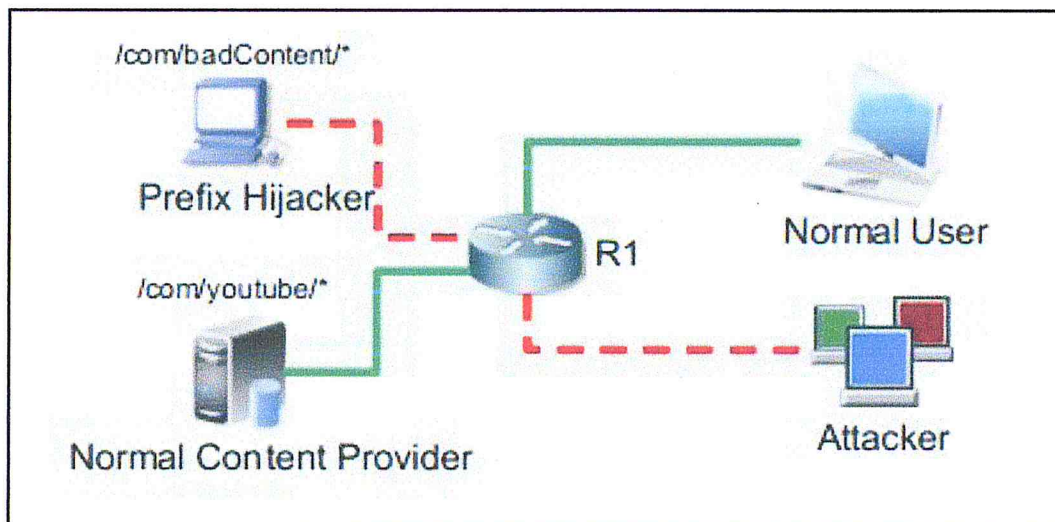 /com/badContent/*
Prefix Hijacker
R1
Normal User
/com/youtube/*
Normal Content Provider
Attacker